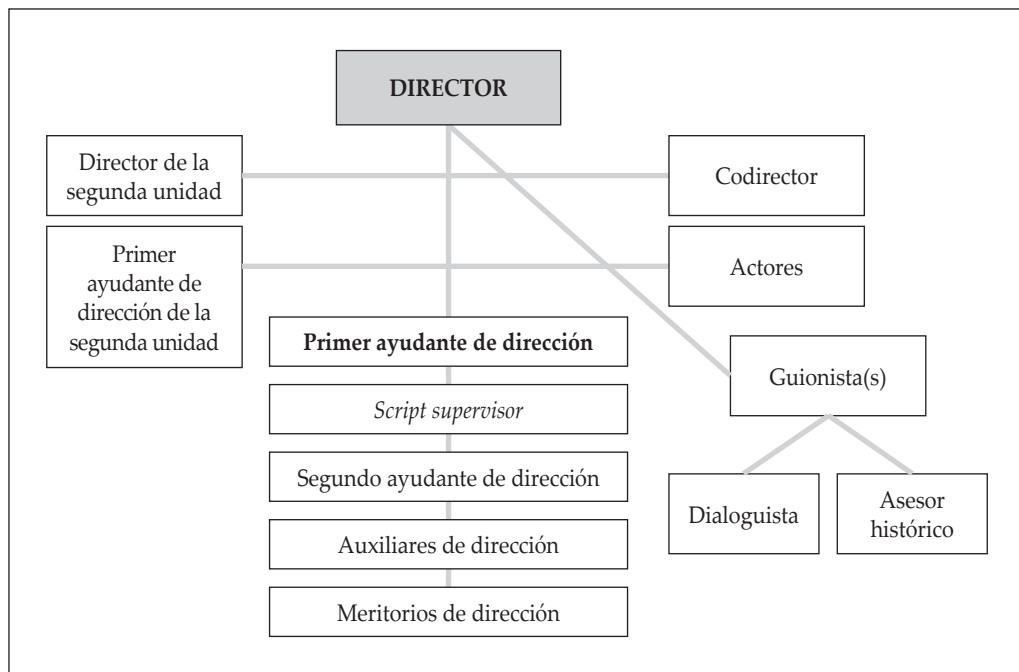 DIRECTOR
Director de la
segunda unidad
Codirector
Primer
ayudante de
dirección de la
segunda unidad
Actores
Primer ayudante de dirección
Guionista(s)
Script supervisor
Segundo ayudante de dirección
Dialoguista
Asesor
histórico
Auxiliares de dirección
Meritorios de dirección